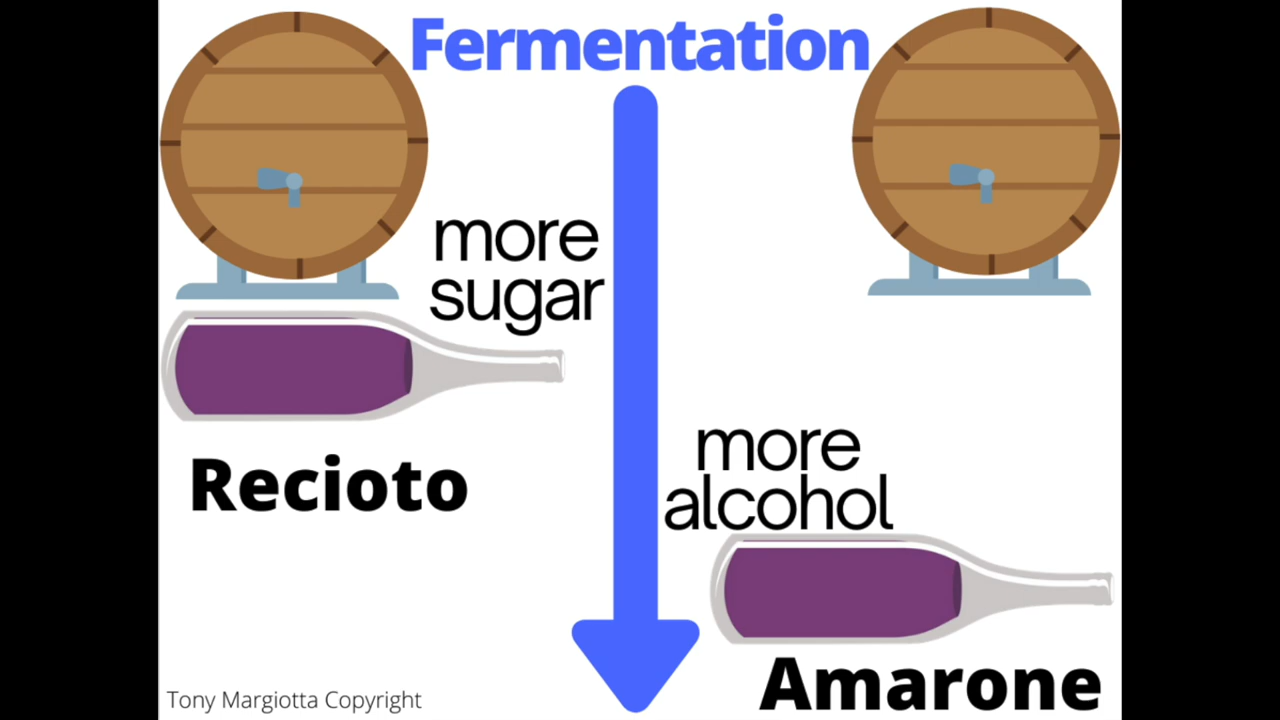 Fermentation
more
sugar
Recioto
more
alcohol
Amarone
Tony Margiotta Copyright